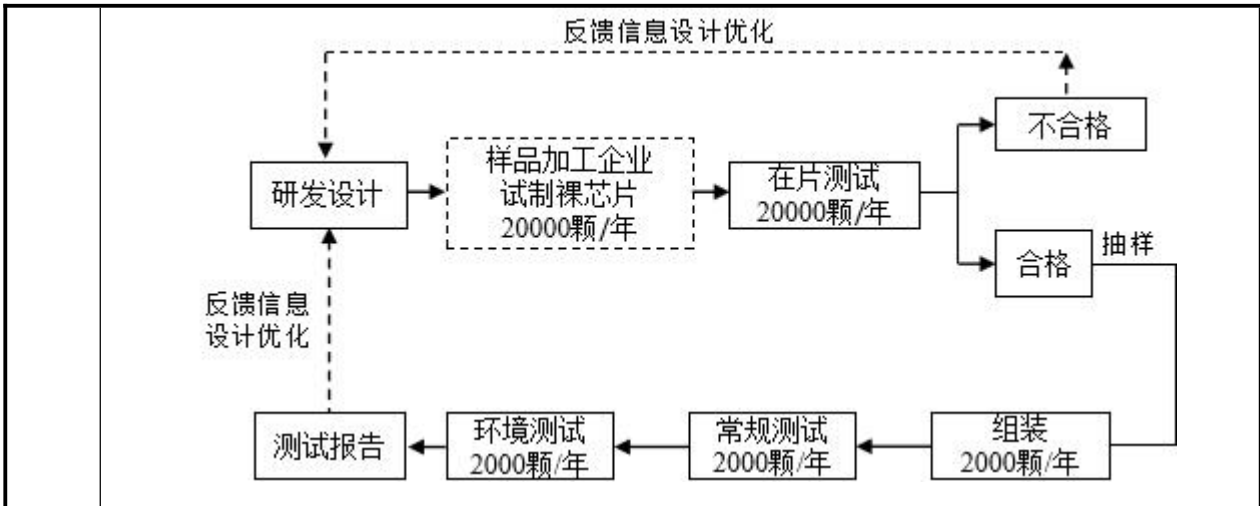 反馈信息设计优化
不合格
样品加工企业
试制裸芯片
20000颗/年
研发设计
在片测试
20000颗/年
合格
抽样
反馈信息
设计优化
测试报告
环境测试
2000颗/年
常规测试
2000颗/年
组装
2000颗/年